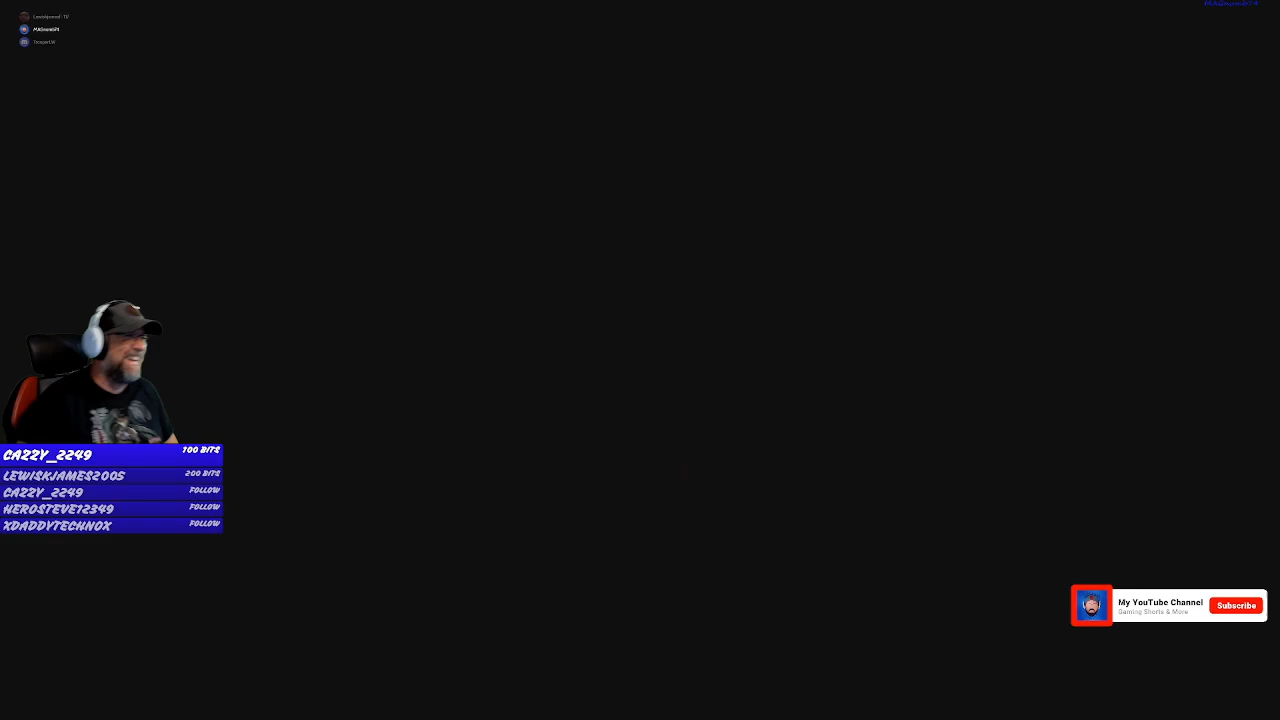 CAZZY_2249 100 BITS
LEWISKJAMES2005 200 BITS
CAZZY_2249 FOLLOW
HEROSTEVE12349 FOLLOW
XDADDYTECHNOX FOLLOW
My YouTube Channel
Gaming Shorts & More
Subscribe